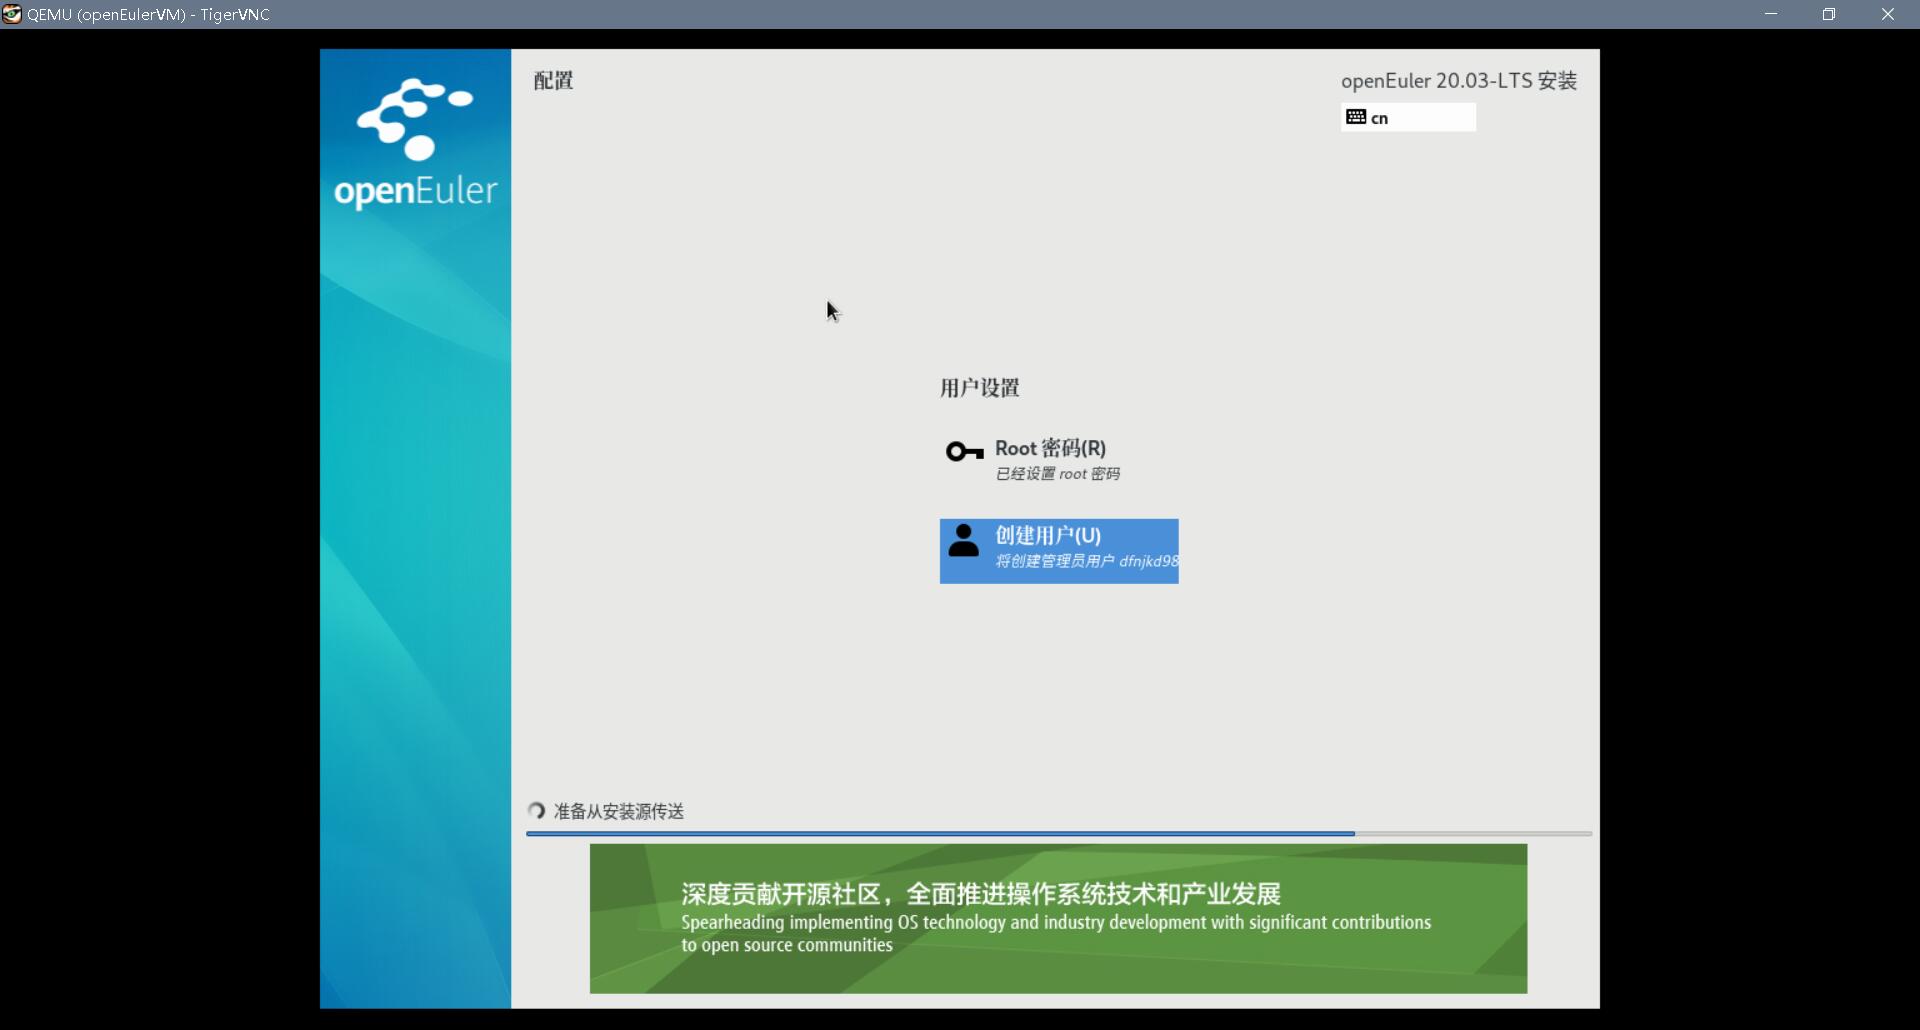 QEMU (openEulerVM) - TigerVNC
配置
openEuler 20.03-LTS 安装
cn
openEuler
用户设置
Root 密码(R)
已经设置 root 密码
创建用户(U)
将创建管理员用户 dfnjkd98
准备从安装源传送
深度贡献开源社区，全面推进操作系统技术和产业发展
Spearheading implementing OS technology and industry development with significant contributions
to open source communities